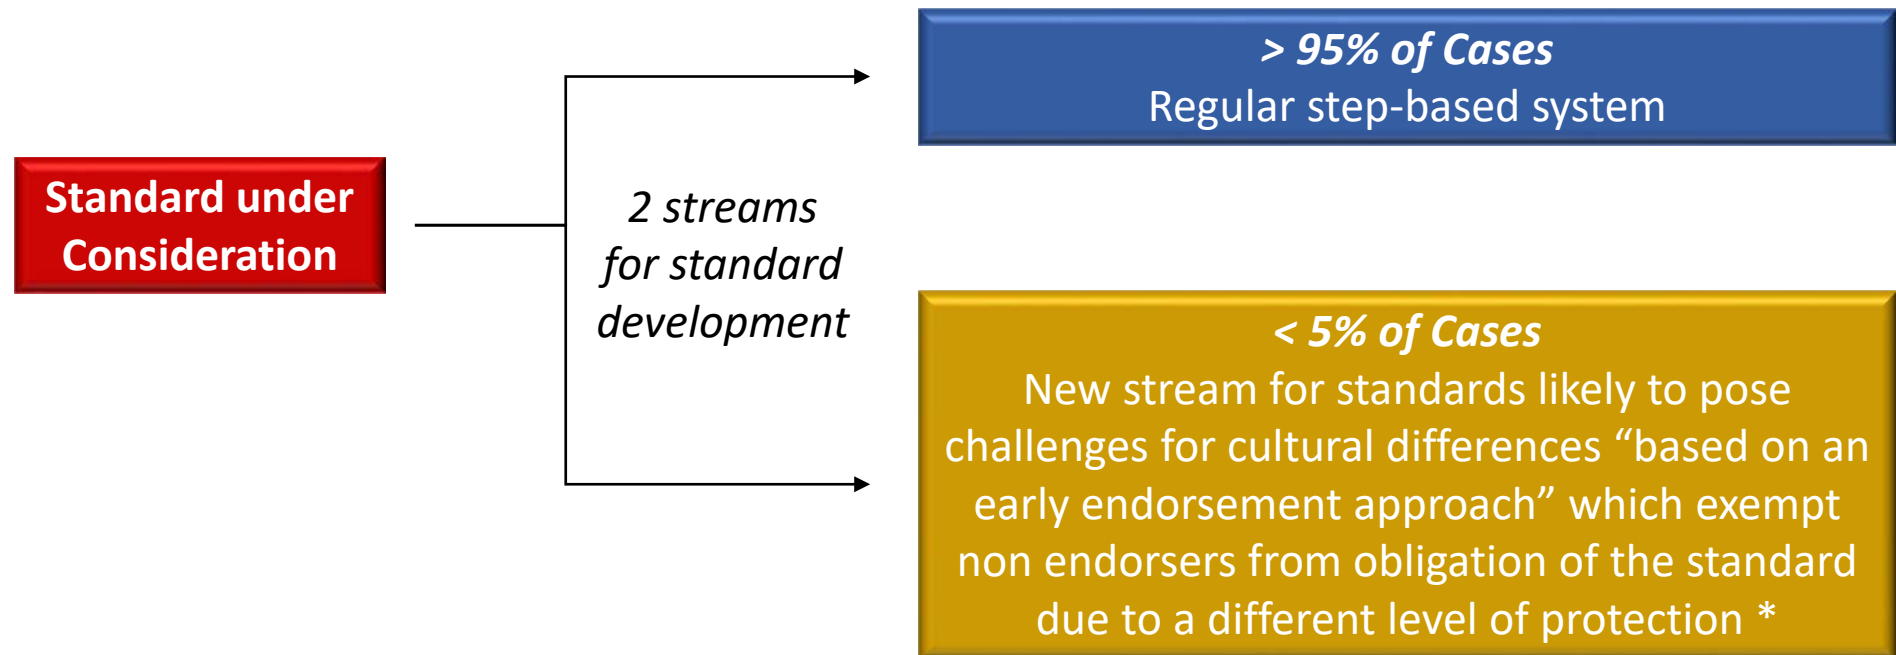 Standard under
Consideration
2 streams
for standard
development
> 95% of Cases
Regular step-based system
< 5% of Cases
New stream for standards likely to pose
challenges for cultural differences “based on an
early endorsement approach” which exempt
non endorsers from obligation of the standard
due to a different level of protection *